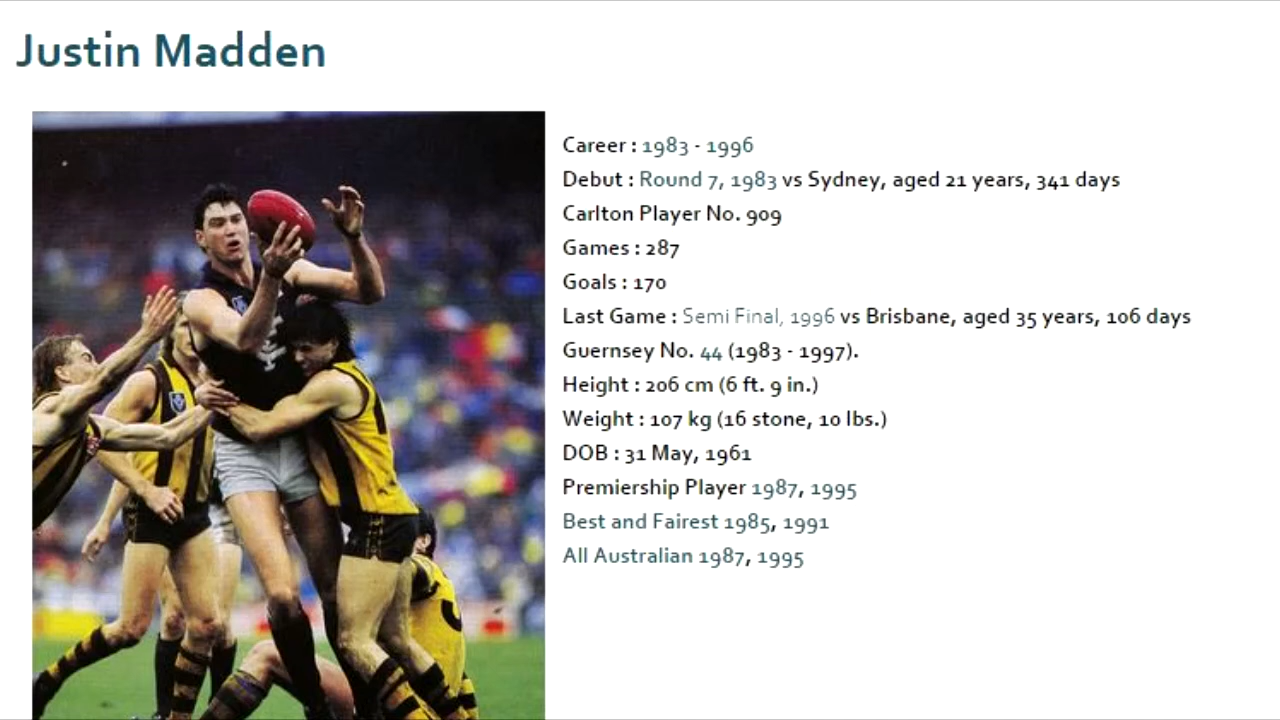 Justin Madden
Career : 1983 - 1996
Debut : Round 7, 1983 vs Sydney, aged 21 years, 341 days
Carlton Player No. 909
Games : 287
Goals : 170
Last Game : Semi Final, 1996 vs Brisbane, aged 35 years, 106 days
Guernsey No. 44 (1983 - 1997).
Height : 206 cm (6 ft. 9 in.)
Weight : 107 kg (16 stone, 10 lbs.)
DOB : 31 May, 1961
Premiership Player 1987, 1995
Best and Fairest 1985, 1991
All Australian 1987, 1995